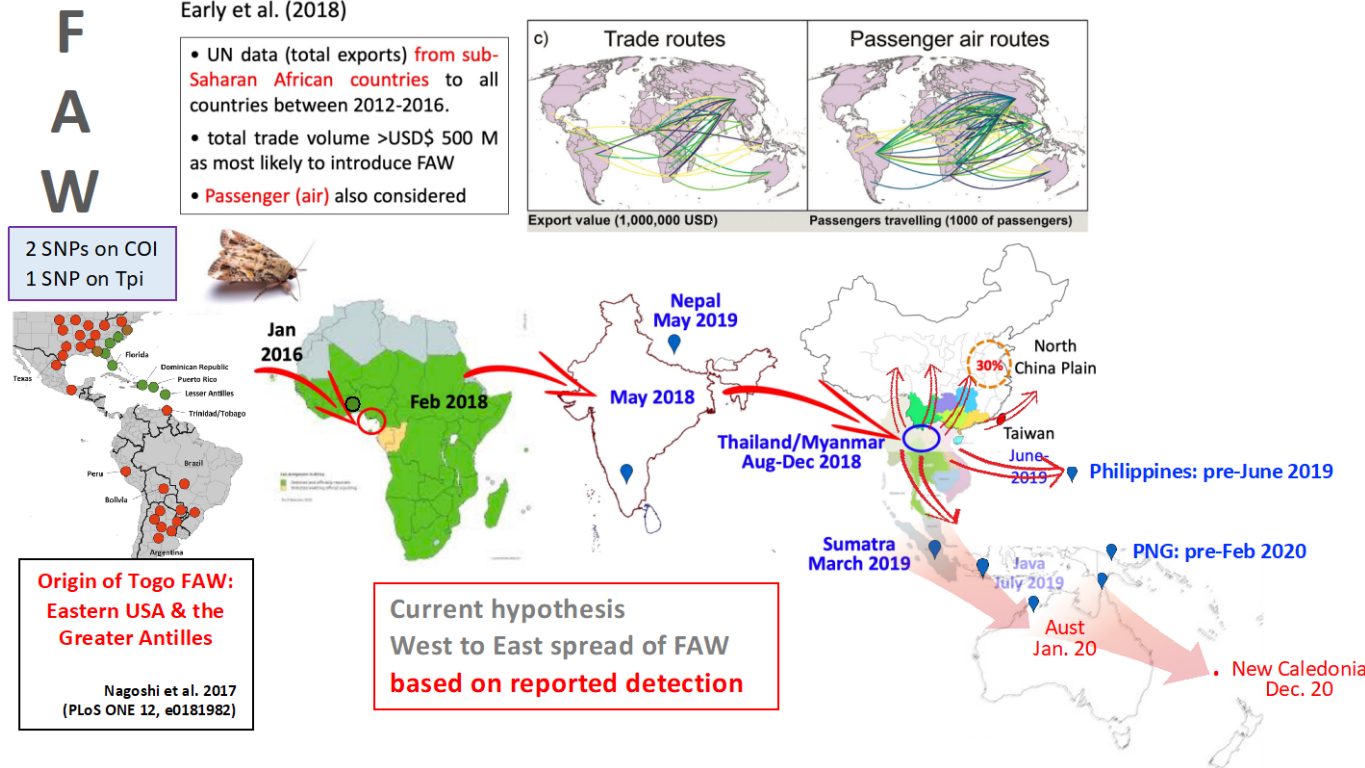 F
A
W
Early et al. (2018)
• UN data (total exports) from sub-
Saharan African countries to all
countries between 2012-2016.
• total trade volume >USD$ 500 M
as most likely to introduce FAW
• Passenger (air) also considered
c)
Trade routes
Passenger air routes
Export value (1,000,000 USD)
Passengers travelling (1000 of passengers)
2 SNPs on COI
1 SNP on Tpi
Texas
Florida
Dominican Republic
Puerto Rico
Lesser Antilles
Trinidad/Tobago
Peru
Brazil
Bolivia
Argentina
Jan
2016
Feb 2018
Nepal
May 2019
May 2018
Thailand/Myanmar
Aug-Dec 2018
30%
North
China Plain
Taiwan
June-
2019
Philippines: pre-June 2019
Sumatra
March 2019
Java
July 2019
PNG: pre-Feb 2020
Aust
Jan. 20
New Caledonia
Dec. 20
Origin of Togo FAW:
Eastern USA & the
Greater Antilles
Nagoshi et al. 2017
(PLoS ONE 12, e0181982)
Current hypothesis
West to East spread of FAW
based on reported detection